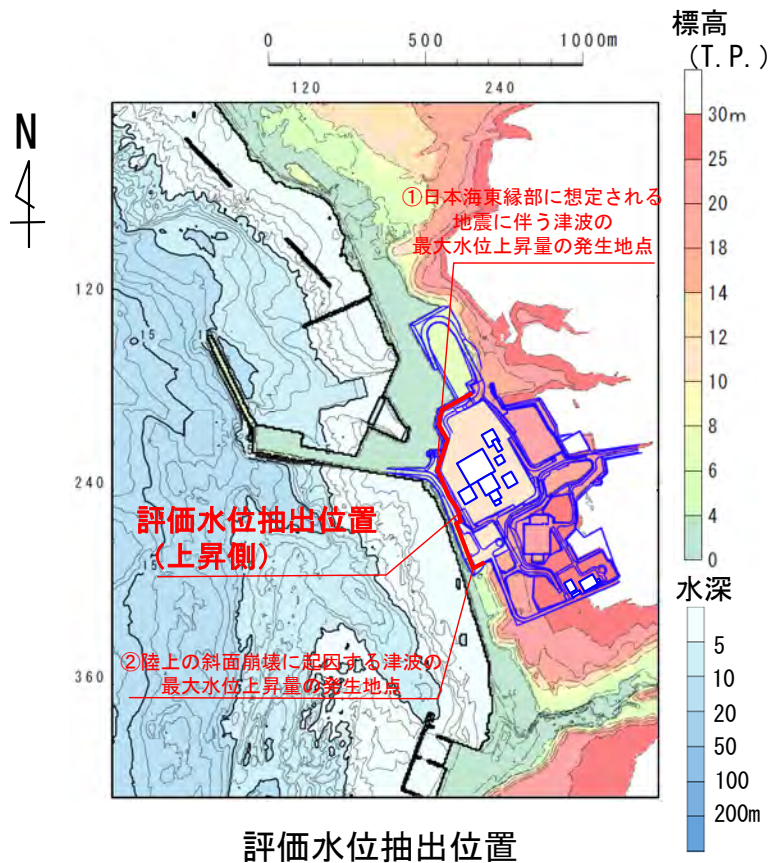 0 500 1000m
120 240
標高
(T.P.)
N
30m
25
20
18
14
10
8
6
4
0
①日本海東縁部に想定される
地震に伴う津波の
最大水位上昇量の発生地点
120
240
360
15
15
評価水位抽出位置
(上昇側)
②陸上の斜面崩壊に起因する津波の
最大水位上昇量の発生地点
水深
5
10
20
50
100
200m
評価水位抽出位置